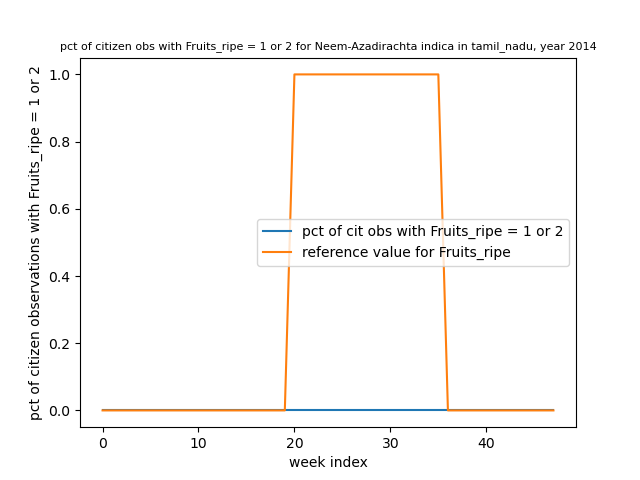 pct of citizen obs with Fruits_ripe = 1 or 2 for Neem-Azadirachta indica in tamil_nadu, year 2014
pct of citizen observations with Fruits_ripe = 1 or 2
1.0
0.8
0.6
0.4
0.2
0.0
pct of cit obs with Fruits_ripe = 1 or 2
reference value for Fruits_ripe
0 10 20 30 40
week index